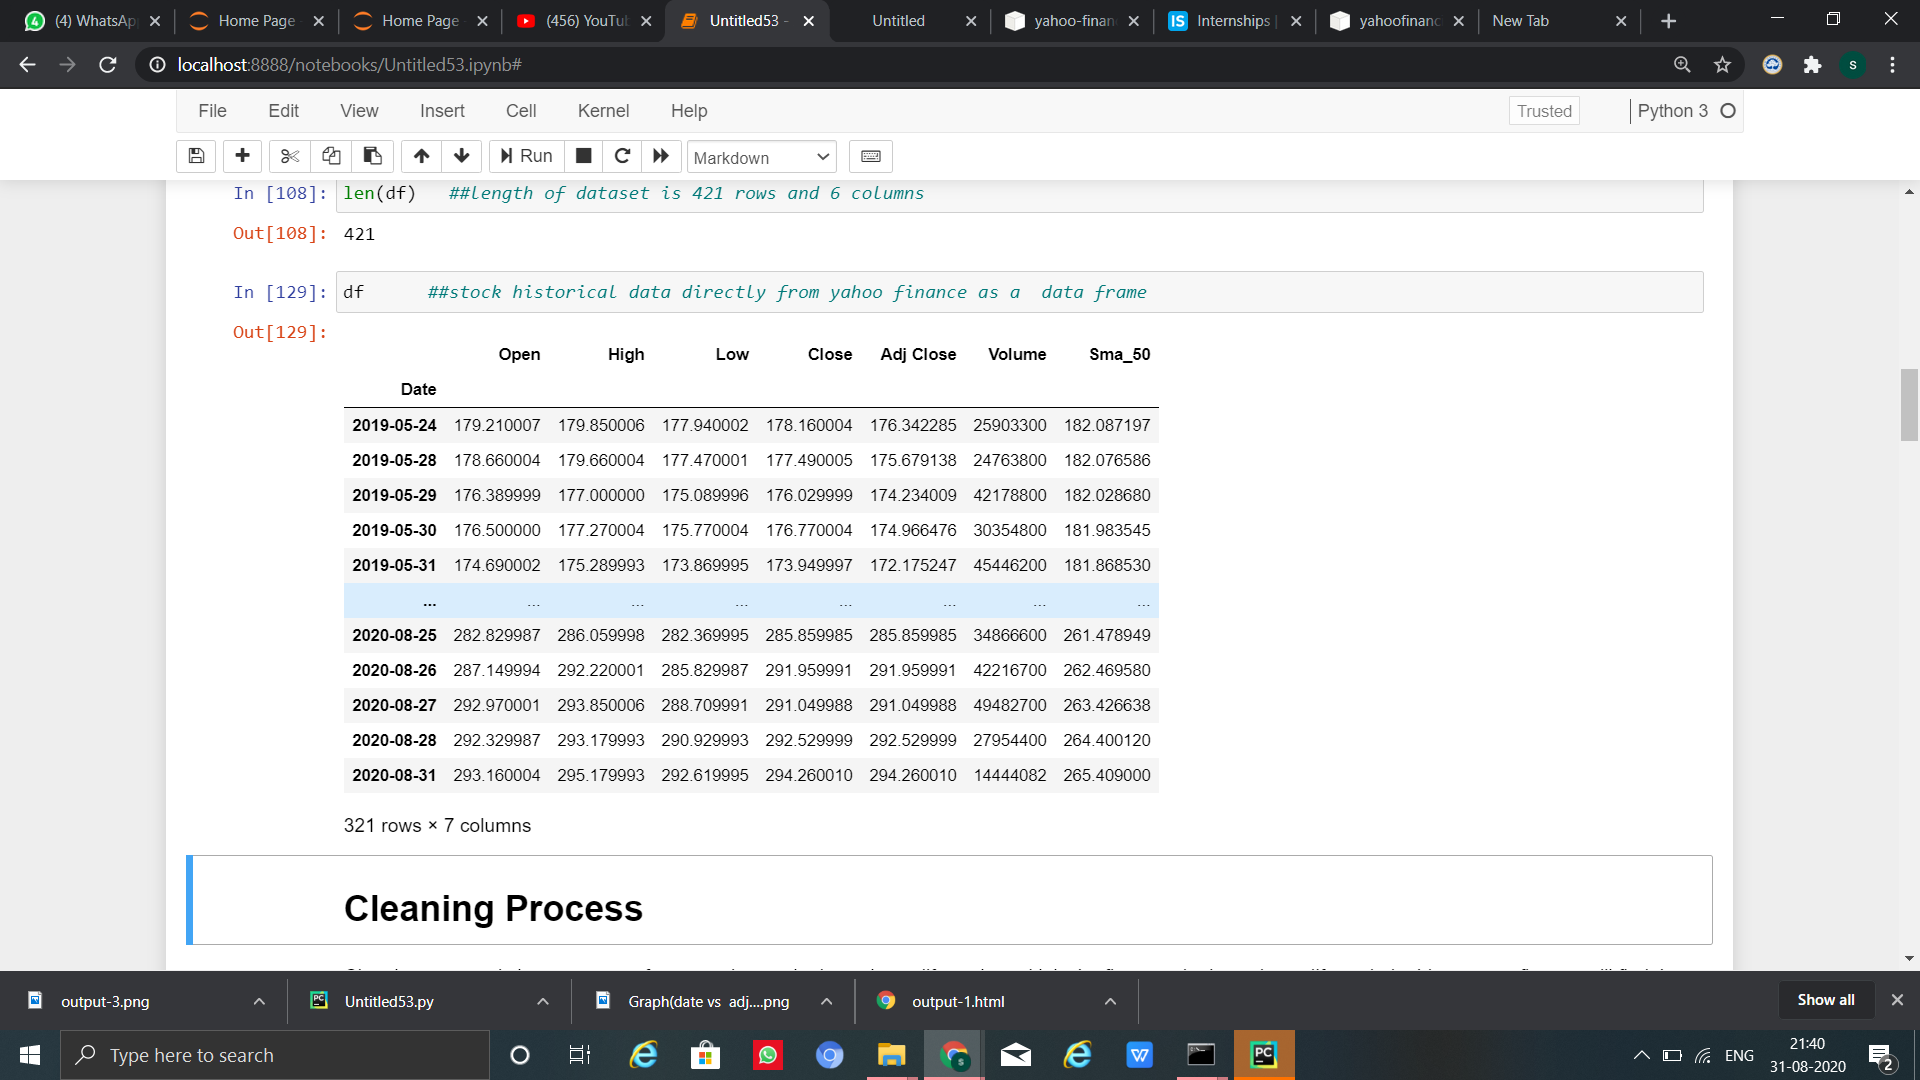 (4) WhatsAp
Home Page
Home Page
(456) YouTu
Untitled53 -
Untitled
yahoo-finan
IS Internships |
yahoofinanc
New Tab
localhost:8888/notebooks/Untitled53.ipynb#
s
File Edit View Insert Cell Kernel Help
Trusted Python 3
Run Markdown
In [108]: len(df) ##length of dataset is 421 rows and 6 columns
Out[108]: 421
In [129]: df ##stock historical data directly from yahoo finance as a data frame
Out[129]:
Open High Low Close Adj Close Volume Sma_50
Date
2019-05-24 179.210007 179.850006 177.940002 178.160004 176.342285 25903300 182.087197
2019-05-28 178.660004 179.660004 177.470001 177.490005 175.679138 24763800 182.076586
2019-05-29 176.389999 177.000000 175.089996 176.029999 174.234009 42178800 182.028680
2019-05-30 176.500000 177.270004 175.770004 176.770004 174.966476 30354800 181.983545
2019-05-31 174.690002 175.289993 173.869995 173.949997 172.175247 45446200 181.868530
... ... ... ... ... ... ... ...
2020-08-25 282.829987 286.059998 282.369995 285.859985 285.859985 34866600 261.478949
2020-08-26 287.149994 292.220001 285.829987 291.959991 291.959991 42216700 262.469580
2020-08-27 292.970001 293.850006 288.709991 291.049988 291.049988 49482700 263.426638
2020-08-28 292.329987 293.179993 290.929993 292.529999 292.529999 27954400 264.400120
2020-08-31 293.160004 295.179993 292.619995 294.260010 294.260010 14444082 265.409000
321 rows × 7 columns
Cleaning Process
output-3.png
Untitled53.py
Graph(date vs adj....png
output-1.html
Show all
Type here to search
ENG
21:40
31-08-2020
2